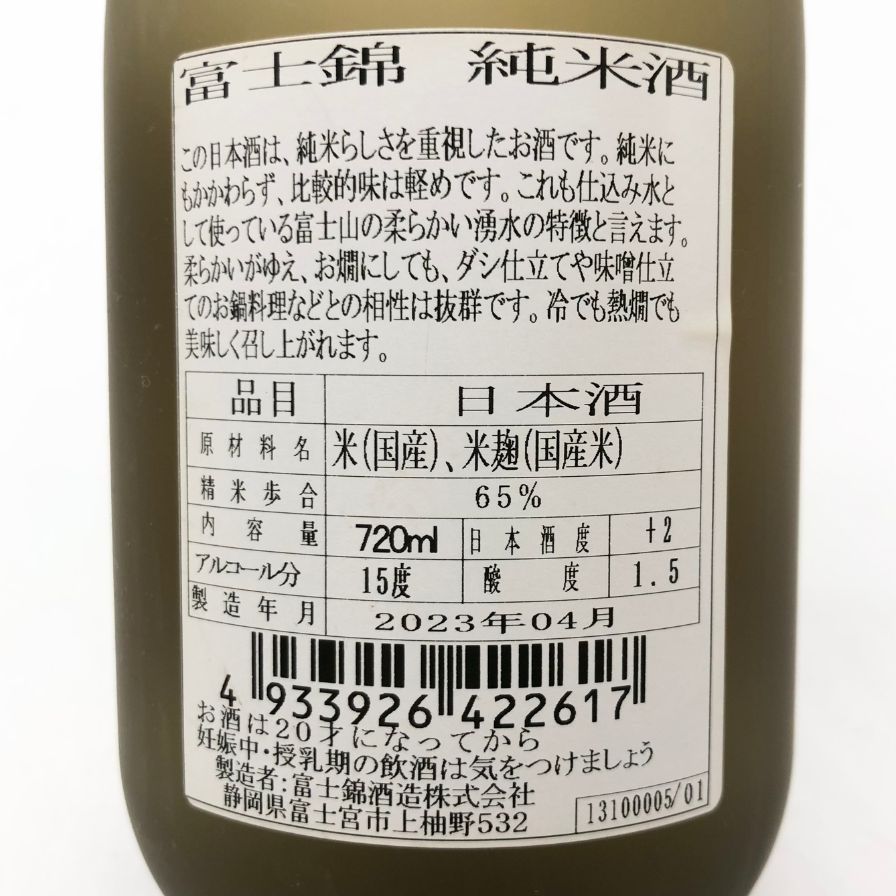 富士錦 純米酒
この日本酒は、純米らしさを重視したお酒です。純米に
もかかわらず、比較的味は軽めです。これも仕込み水と
して使っている富士山の柔らかい湧水の特徴と言えます。
柔らかいがゆえ、お燗にしても、ダシ仕立てや味噌仕立
てのお鍋料理などとの相性は抜群です。冷でも熱燗でも
美味しく召し上がれます。
品目 日本酒
原材料名 米(国産)、米麹(国産米)
精米歩合 65%
内容量 720ml 日本酒度 +2
アルコール分 15度 酸度 1.5
製造年月 2023年04月
4 933926 422617
お酒は20才になってから
妊娠中・授乳期の飲酒は気をつけましょう
製造者:富士錦酒造株式会社
静岡県富士宮市上柚野532
13100005/01